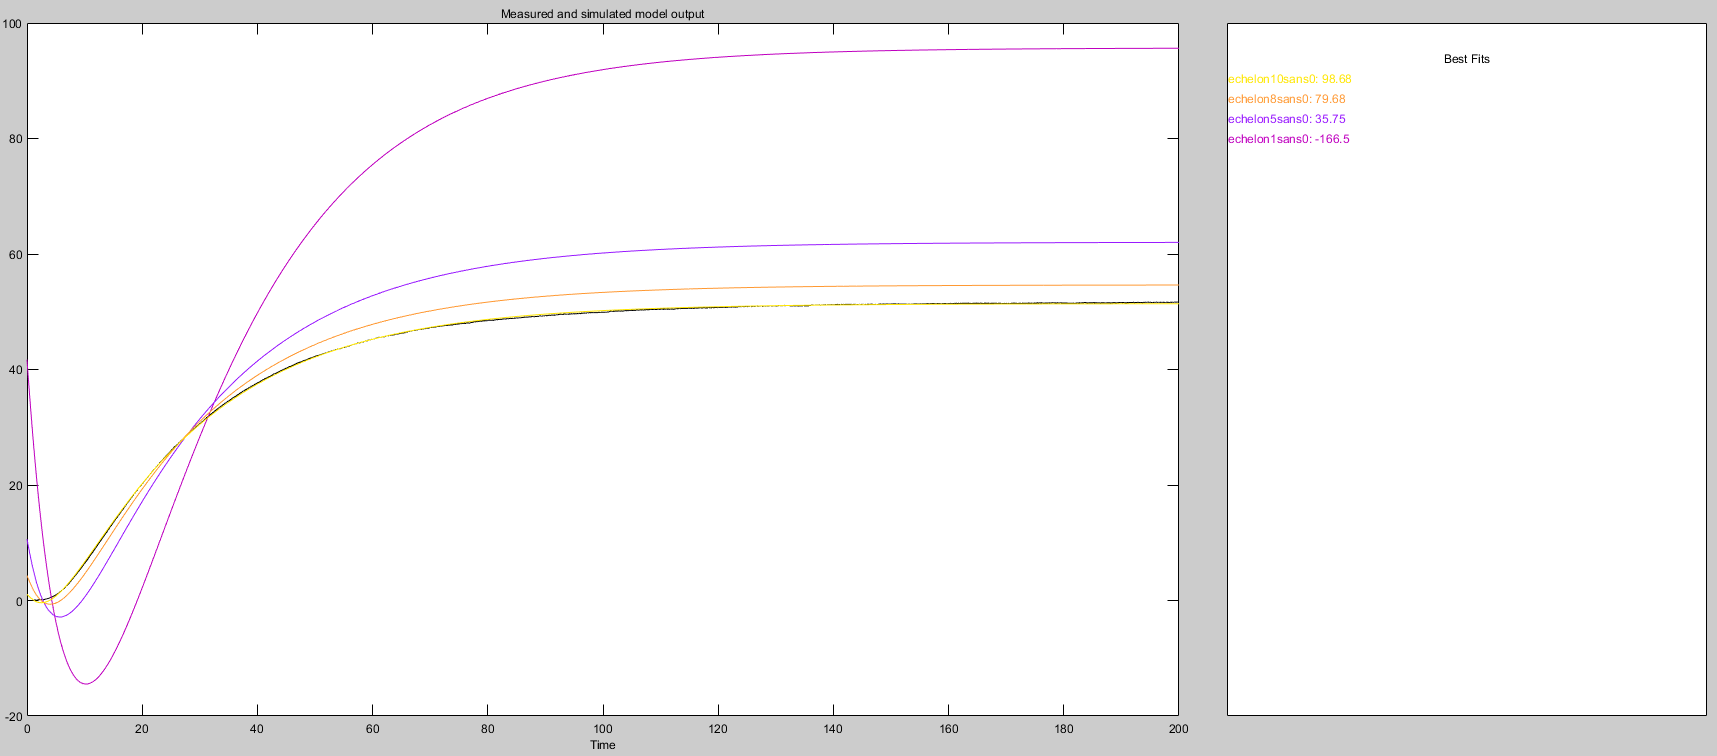 Measured and simulated model output
100
80
60
40
20
0
-20
0 20 40 60 80 100 120 140 160 180 200
Time
Best Fits
echelon10sans0: 98.68
echelon8sans0: 79.68
echelon5sans0: 35.75
echelon1sans0: -166.5